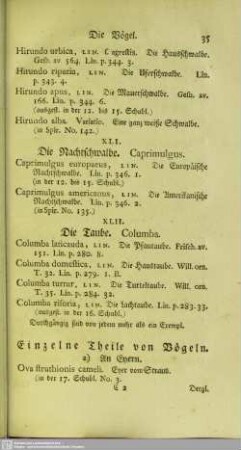 Die Vögel. 35
Hirundo urbica, LIN. f. agrestis. Die Hausschwalbe.
Gesn. av. 564. Lin. p. 344. 3.
Hirundo riparia, LIN. Die Uferschwalbe. Lin.
p. 343. 4.
Hirundo apus, LIN. Die Mauerschwalbe. Gesn. av.
166. Lin. p. 344. 6.
(ausgest. in der 12. bis 15. Schubl.)
Hirundo alba. Varietas. Eine ganz weiße Schwalbe.
(in Spir. No. 142.)
XLI.
Die Nachtschwalbe. Caprimulgus.
Caprimulgus europaeus, LIN. Die Europäische
Nachtschwalbe. Lin. p. 346. 1.
(in der 12. bis 15. Schubl.)
Caprimulgus americanus, LIN. Die Amerikanische
Nachtschwalbe. Lin. p. 346. 2.
(in Spir. No. 135.)
XLII.
Die Taube. Columba.
Columba laticauda, LIN. Die Pfautaube. Frisch. av.
151. Lin. p. 280. 8.
Columba domestica, LIN. Die Haustaube. Will. orn.
T. 32. Lin. p. 279. 1. B.
Columba turtur, LIN. Die Turteltaube. Will. orn.
T. 35. Lin. p. 284. 32.
Columba risoria, LIN. Die Lachtaube. Lin. p. 285. 33.
(ausgest. in der 16. Schubl.)
Durchgängig sind von jedem mehr als ein Exempl.
Einzelne Theile von Vögeln.
a) An Eyern.
Ova struthionis cameli. Eyer vom Strauß.
(in der 17. Schubl. No. 3.
C 2 Dergl.